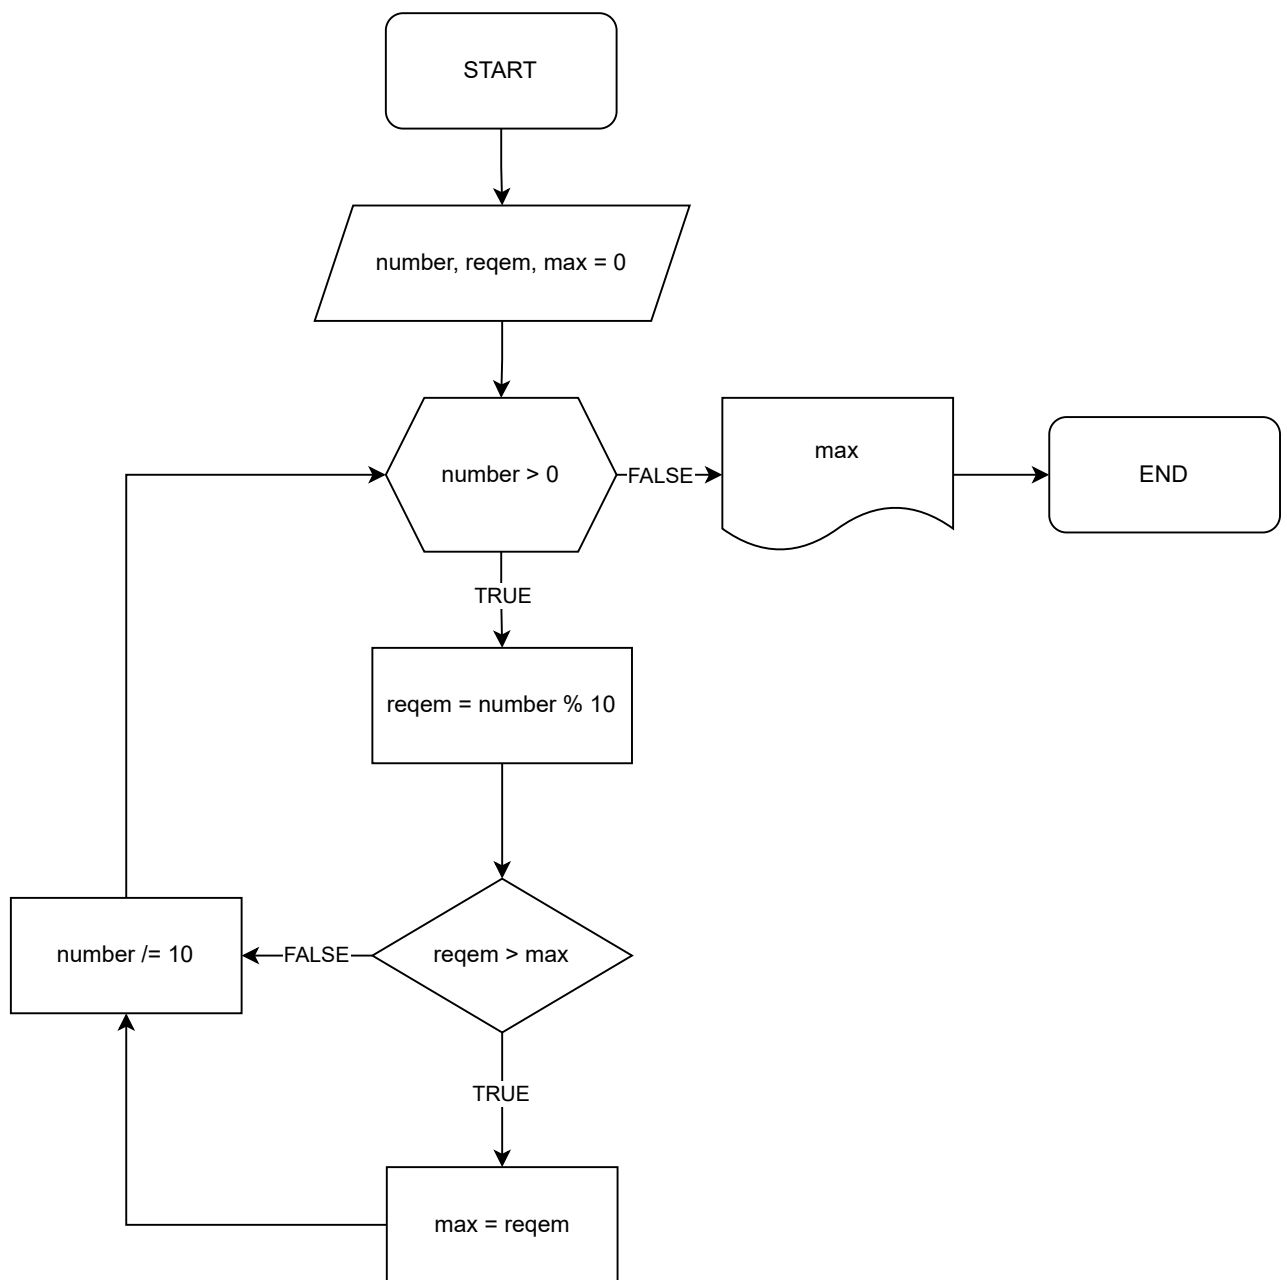 START
number, reqem, max = 0
number > 0
FALSE
max
END
TRUE
reqem = number % 10
reqem > max
FALSE
number /= 10
TRUE
max = reqem